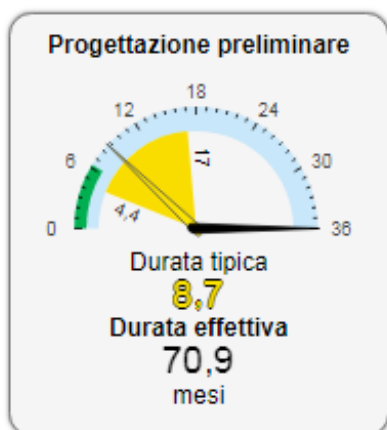 Progettazione preliminare
18
12
24
6
30
17
4,4
0
36
Durata tipica
8,7
Durata effettiva
70,9
mesi